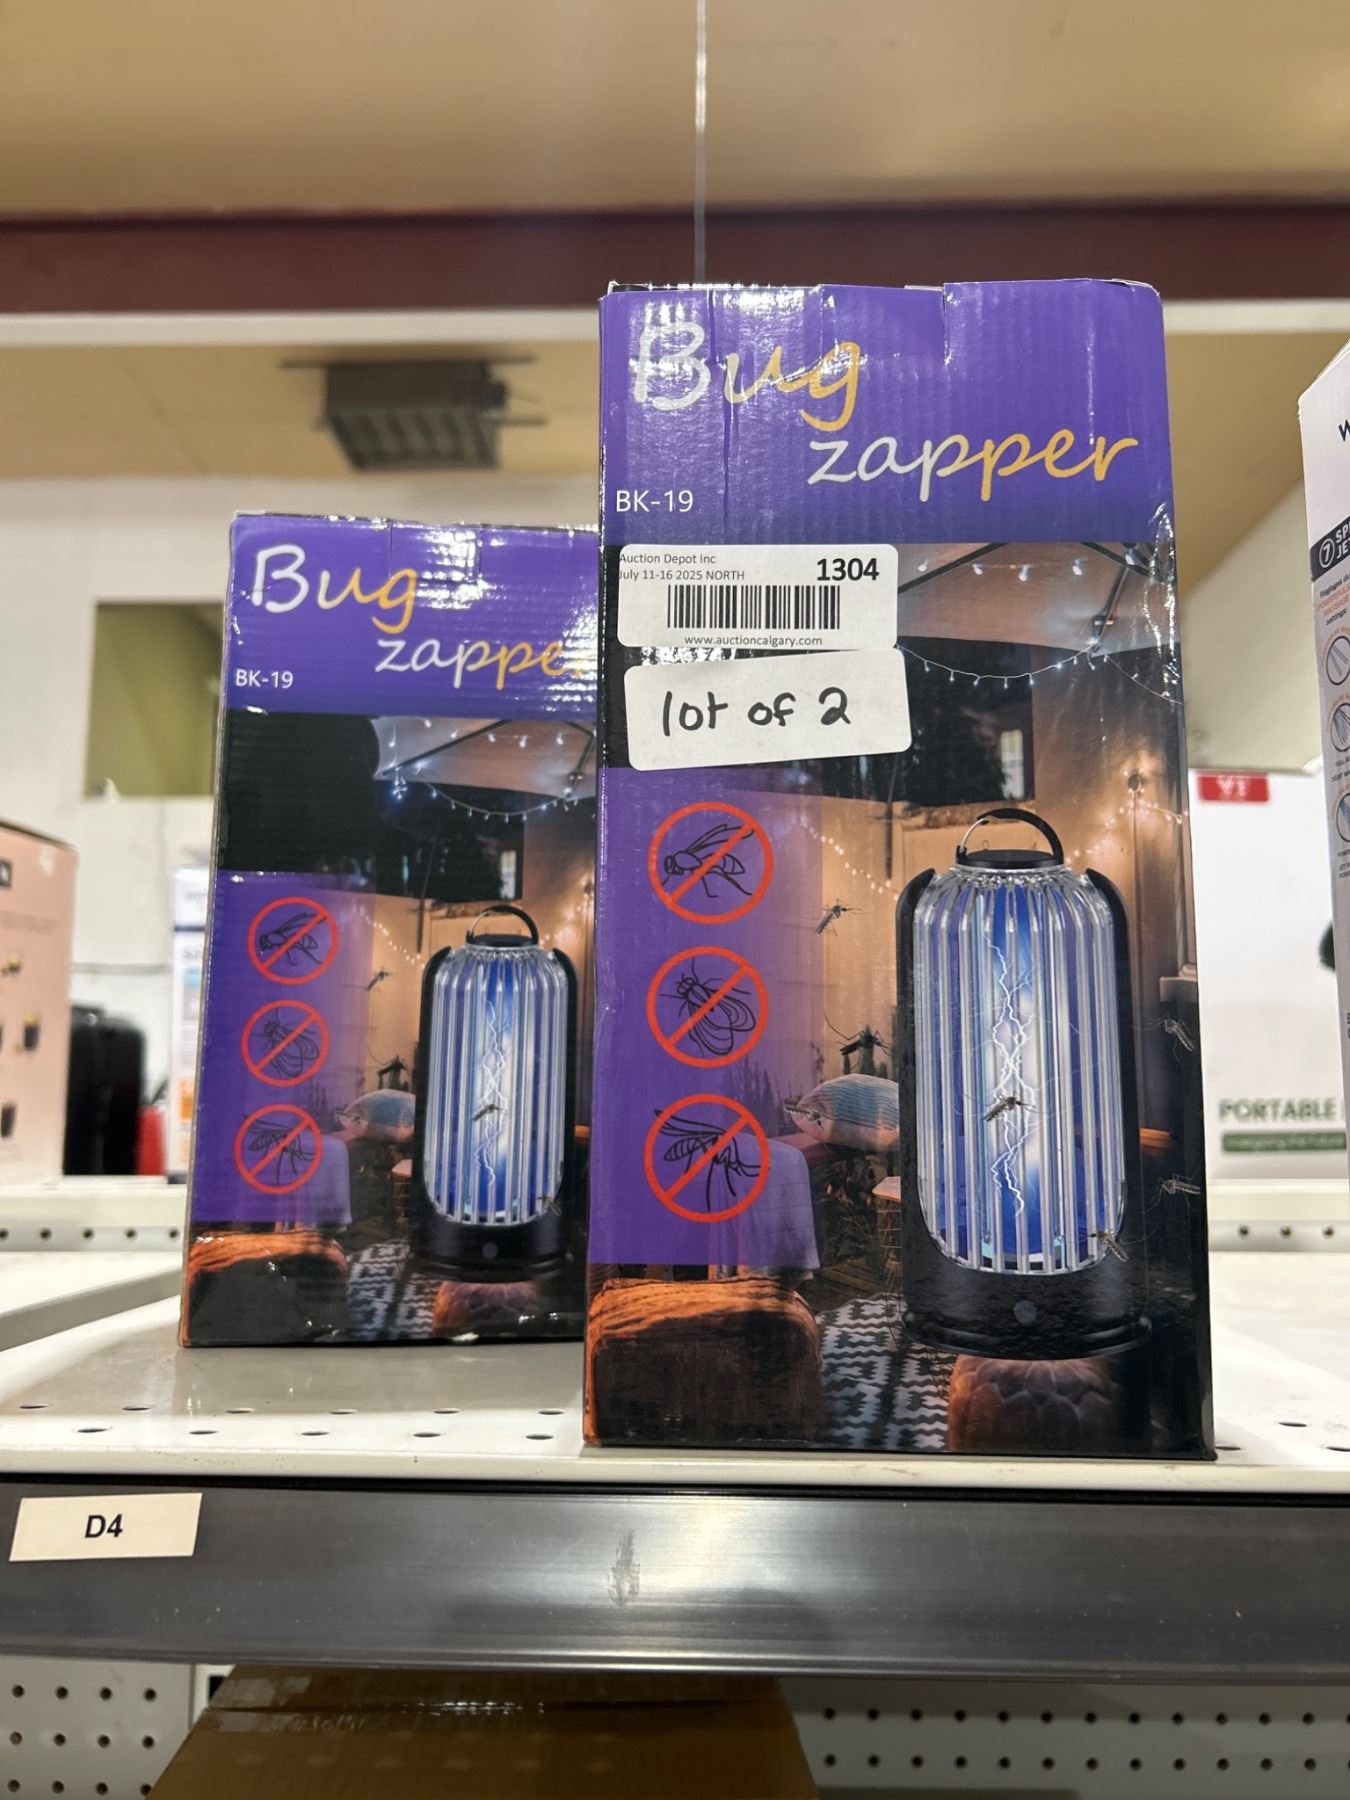 Bug
zapper
BK-19
Auction Depot Inc
July 11-16 2025 NORTH
1304
www.auctioncalgary.com
lot of 2
Bug
zappe
BK-19
PORTABLE
D4